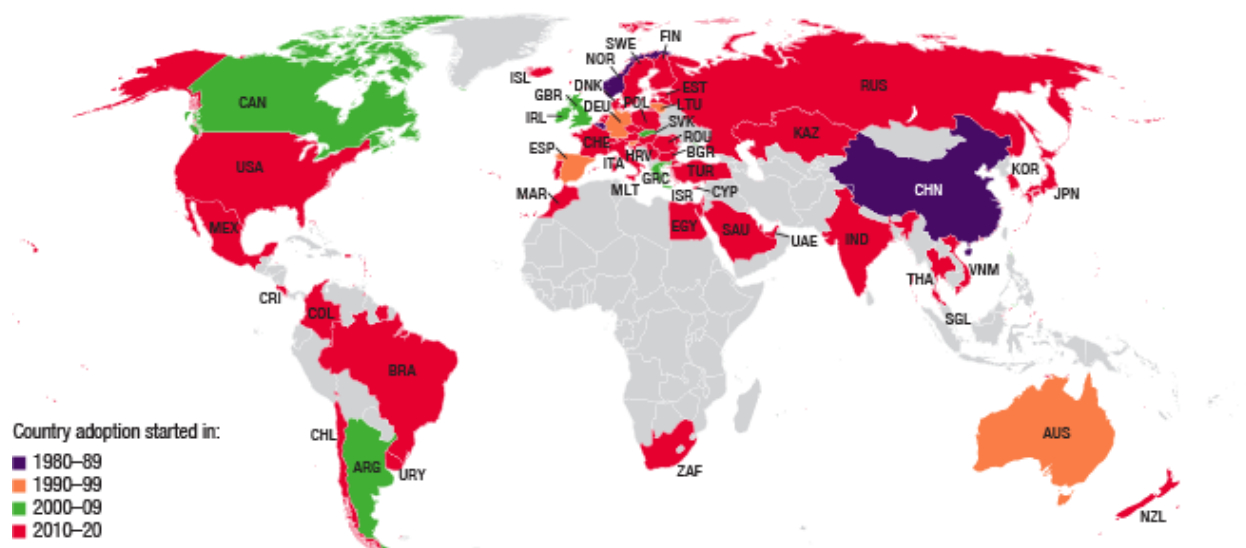 FIN
SWE
NOR
ISL
DNK
EST
RUS
GBR
CAN
DEU
POL
LTU
IRL
SVK
KAZ
ROU
CHE
ESP
HRV
BGR
ITA
USA
TUR
KOR
GRC
CHN
MLT
ISR
CYP
JPN
MAR
MEX
EGY
SAU
UAE
IND
VNM
THA
CRI
COL
SGL
BRA
Country adoption started in:
CHL
AUS
1980–89
ARG
ZAF
URY
1990–99
2000–09
NZL
2010–20